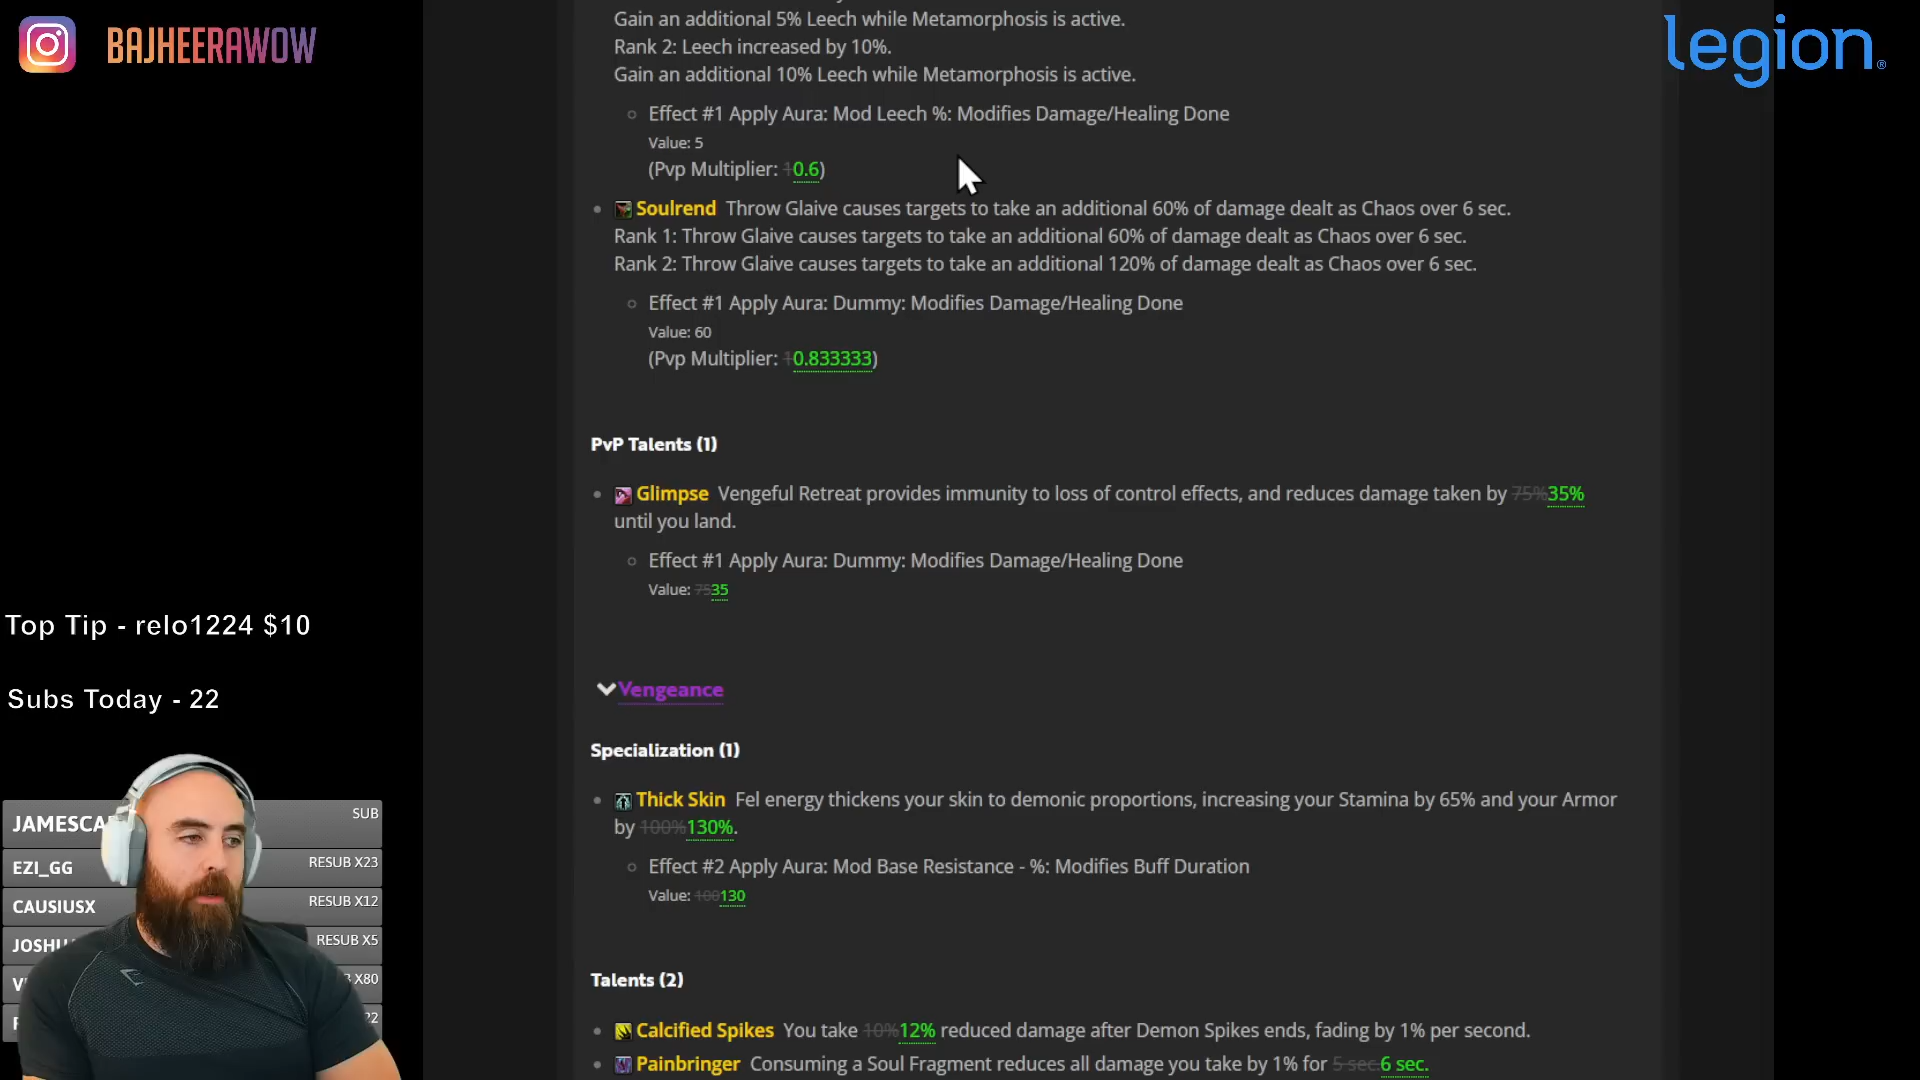 BAJHEERAWOW
legion®
Gain an additional 5% Leech while Metamorphosis is active.
Rank 2: Leech increased by 10%.
Gain an additional 10% Leech while Metamorphosis is active.
Effect #1 Apply Aura: Mod Leech %: Modifies Damage/Healing Done
Value: 5
(Pvp Multiplier: 10.6)
Soulrend Throw Glaive causes targets to take an additional 60% of damage dealt as Chaos over 6 sec.
Rank 1: Throw Glaive causes targets to take an additional 60% of damage dealt as Chaos over 6 sec.
Rank 2: Throw Glaive causes targets to take an additional 120% of damage dealt as Chaos over 6 sec.
Effect #1 Apply Aura: Dummy: Modifies Damage/Healing Done
Value: 60
(Pvp Multiplier: 10.833333)
PvP Talents (1)
Glimpse Vengeful Retreat provides immunity to loss of control effects, and reduces damage taken by 75%35%
until you land.
Effect #1 Apply Aura: Dummy: Modifies Damage/Healing Done
Value: 7535
Vengeance
Specialization (1)
Thick Skin Fel energy thickens your skin to demonic proportions, increasing your Stamina by 65% and your Armor
by 100%130%.
Effect #2 Apply Aura: Mod Base Resistance - %: Modifies Buff Duration
Value: 100130
Talents (2)
Calcified Spikes You take 10%12% reduced damage after Demon Spikes ends, fading by 1% per second.
Painbringer Consuming a Soul Fragment reduces all damage you take by 1% for 5 sec.6 sec.
Top Tip - relo1224 $10
Subs Today - 22
SUB
EZI_GG RESUB X23
CAUSIUSX RESUB X12
RESUB X5
X80